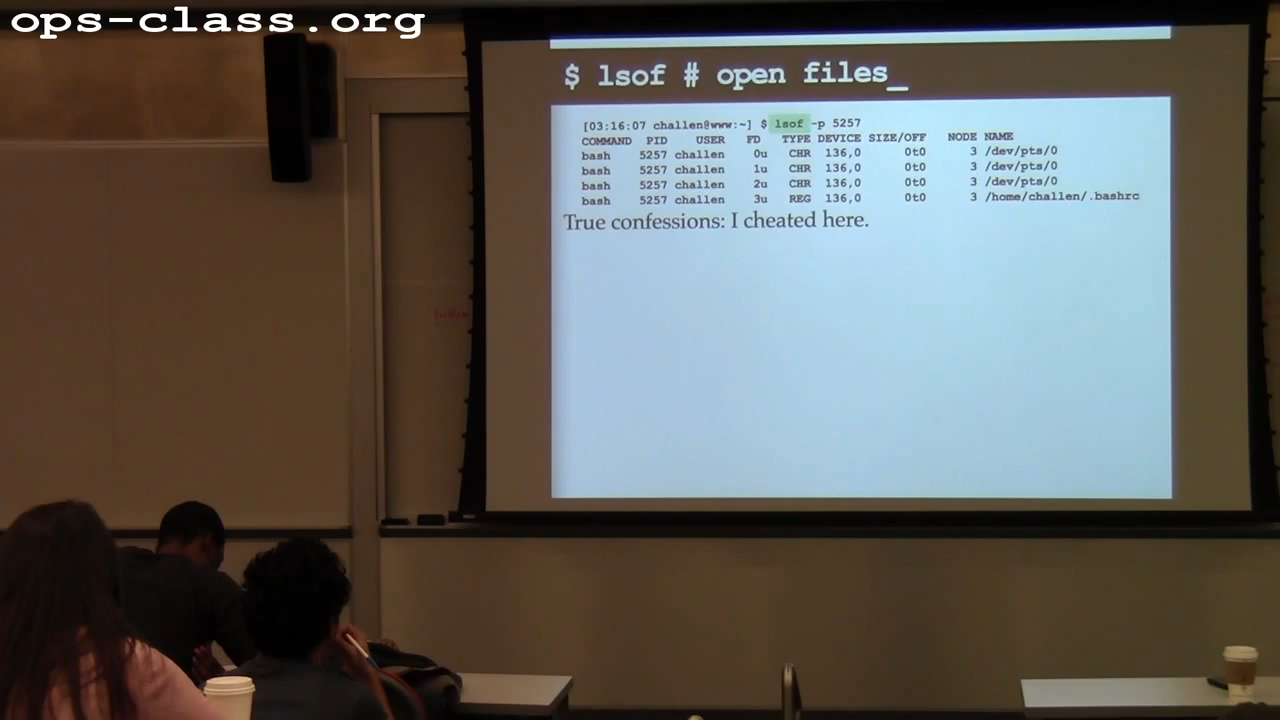 ops-class.org
$ lsof # open files_
[03:16:07 challen@www:~] $ lsof -p 5257
COMMAND PID USER FD TYPE DEVICE SIZE/OFF NODE NAME
bash 5257 challen 0u CHR 136,0 0t0 3 /dev/pts/0
bash 5257 challen 1u CHR 136,0 0t0 3 /dev/pts/0
bash 5257 challen 2u CHR 136,0 0t0 3 /dev/pts/0
bash 5257 challen 3u REG 136,0 0t0 3 /home/challen/.bashrc
True confessions: I cheated here.